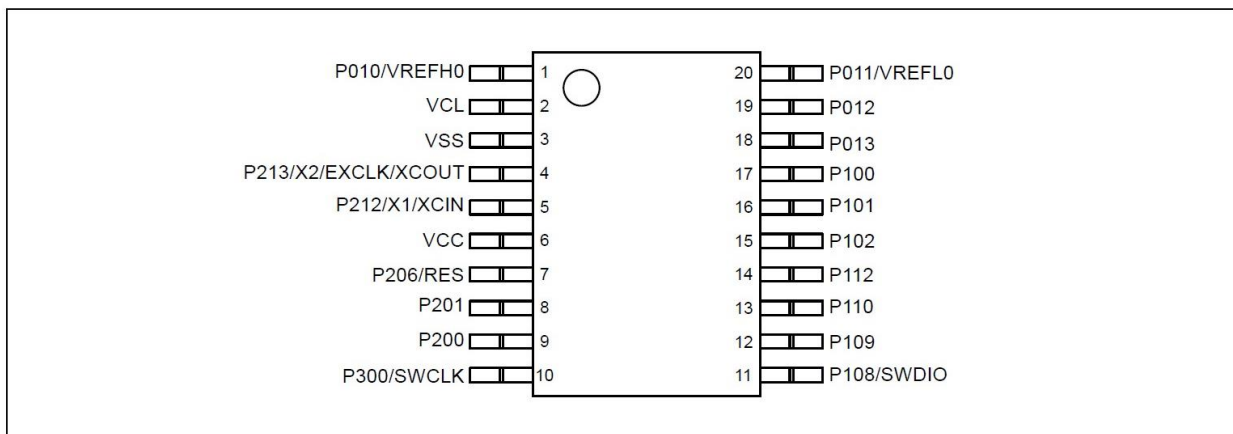 P010/VREFH0 1 20 P011/VREFL0
VCL 2 19 P012
VSS 3 18 P013
P213/X2/EXCLK/XCOUT 4 17 P100
P212/X1/XCIN 5 16 P101
VCC 6 15 P102
P206/RES 7 14 P112
P201 8 13 P110
P200 9 12 P109
P300/SWCLK 10 11 P108/SWDIO